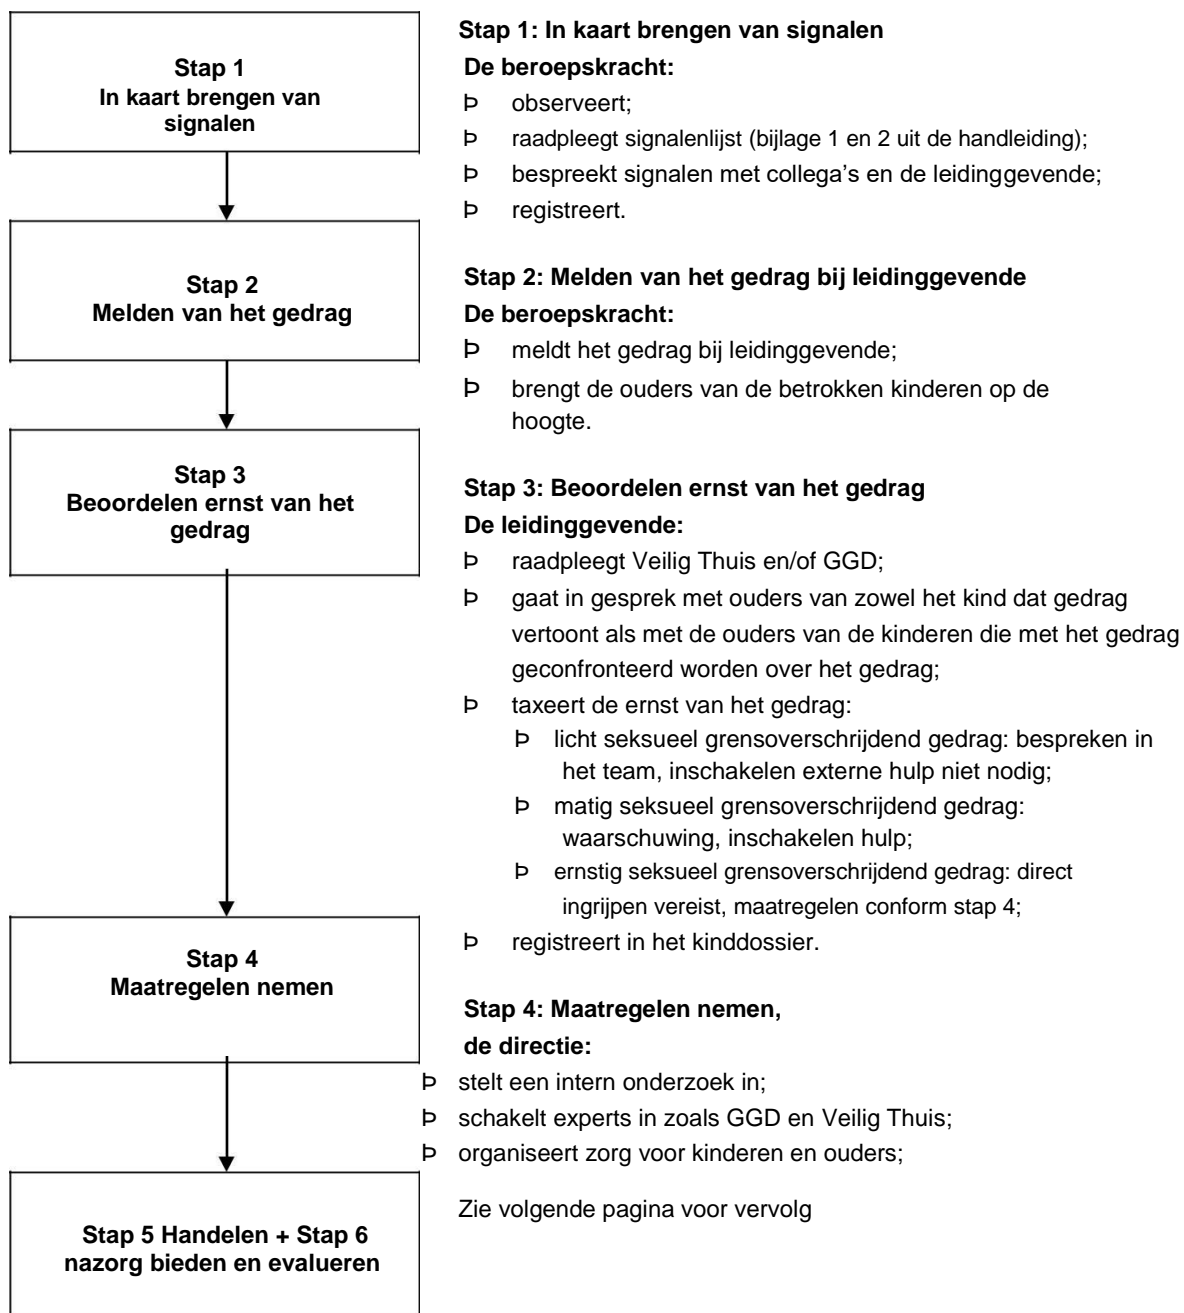 Stap 1
In kaart brengen van
signalen
Stap 2
Melden van het gedrag
Stap 3
Beoordelen ernst van het
gedrag
Stap 4
Maatregelen nemen
Stap 5 Handelen + Stap 6
nazorg bieden en evalueren
Stap 1: In kaart brengen van signalen
De beroepskracht:
Þ observeert;
Þ raadpleegt signalenlijst (bijlage 1 en 2 uit de handleiding);
Þ bespreekt signalen met collega's en de leidinggevende;
Þ registreert.
Stap 2: Melden van het gedrag bij leidinggevende
De beroepskracht:
Þ meldt het gedrag bij leidinggevende;
Þ brengt de ouders van de betrokken kinderen op de
hoogte.
Stap 3: Beoordelen ernst van het gedrag
De leidinggevende:
Þ raadpleegt Veilig Thuis en/of GGD;
Þ gaat in gesprek met ouders van zowel het kind dat gedrag
vertoont als met de ouders van de kinderen die met het gedrag
geconfronteerd worden over het gedrag;
Þ taxeert de ernst van het gedrag:
Þ licht seksueel grensoverschrijdend gedrag: bespreken in
het team, inschakelen externe hulp niet nodig;
Þ matig seksueel grensoverschrijdend gedrag:
waarschuwing, inschakelen hulp;
Þ ernstig seksueel grensoverschrijdend gedrag: direct
ingrijpen vereist, maatregelen conform stap 4;
Þ registreert in het kinddossier.
Stap 4: Maatregelen nemen,
de directie:
Þ stelt een intern onderzoek in;
Þ schakelt experts in zoals GGD en Veilig Thuis;
Þ organiseert zorg voor kinderen en ouders;
Zie volgende pagina voor vervolg